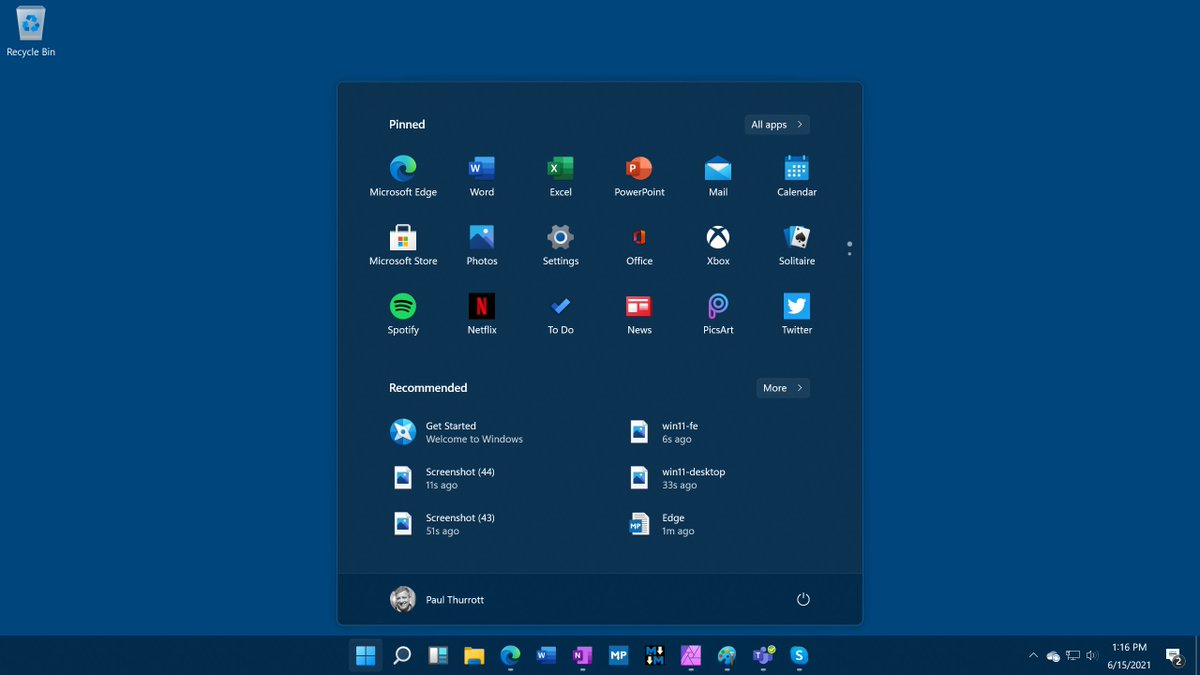 Recycle Bin
Pinned
All apps
Microsoft Edge
Word
Excel
PowerPoint
Mail
Calendar
Microsoft Store
Photos
Settings
Office
Xbox
Solitaire
Spotify
Netflix
To Do
News
PicsArt
Twitter
Recommended
More
Get Started
Welcome to Windows
win11-fe
6s ago
Screenshot (44)
11s ago
win11-desktop
33s ago
Screenshot (43)
51s ago
Edge
1m ago
Paul Thurrott
1:16 PM
6/15/2021
2
W
X
P
N
MP
W
N
MP
M M
T
S